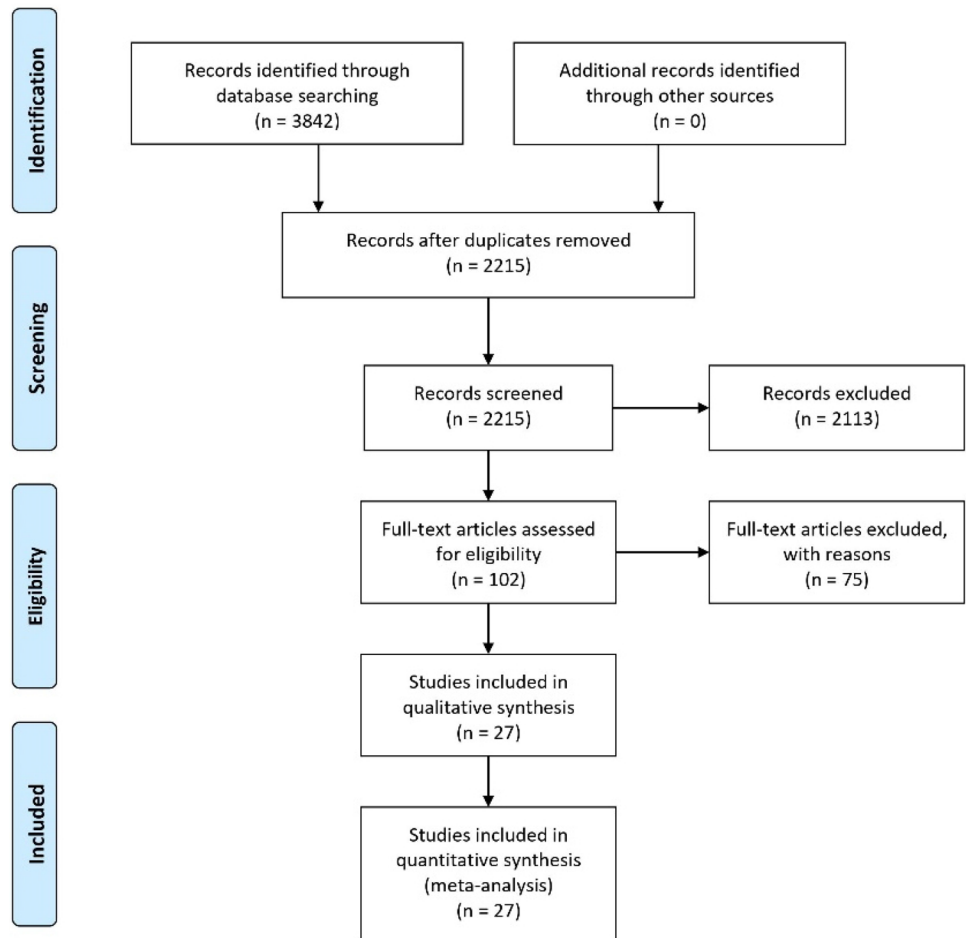 Identification
Records identified through
database searching
(n = 3842)
Additional records identified
through other sources
(n = 0)
Records after duplicates removed
(n = 2215)
Screening
Records screened
(n = 2215)
Records excluded
(n = 2113)
Eligibility
Full-text articles assessed
for eligibility
(n = 102)
Full-text articles excluded,
with reasons
(n = 75)
Studies included in
qualitative synthesis
(n = 27)
Included
Studies included in
quantitative synthesis
(meta-analysis)
(n = 27)